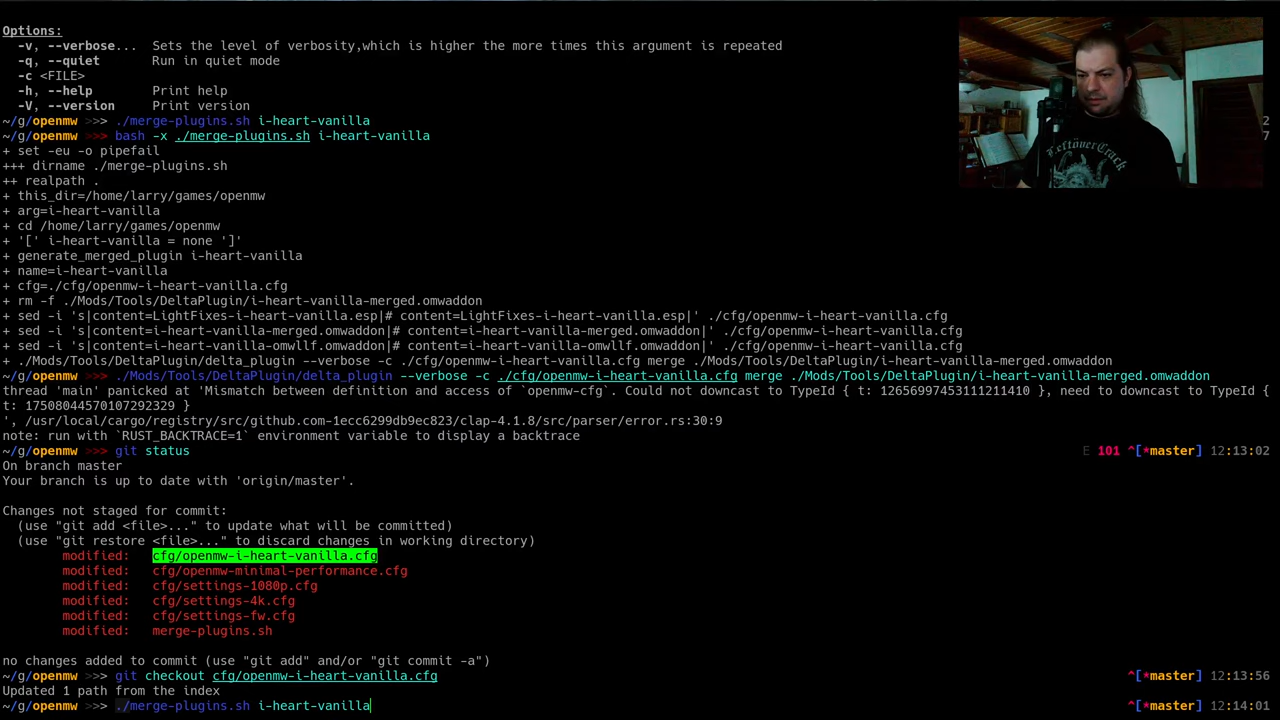 Options:
-v, --verbose...  Sets the level of verbosity,which is higher the more times this argument is repeated
-q, --quiet       Run in quiet mode
-c <FILE>
-h, --help        Print help
-V, --version     Print version
~/g/openmw >>> ./merge-plugins.sh i-heart-vanilla 2
~/g/openmw >>> bash -x ./merge-plugins.sh i-heart-vanilla 7
+ set -eu -o pipefail
+++ dirname ./merge-plugins.sh
++ realpath .
+ this_dir=/home/larry/games/openmw
+ arg=i-heart-vanilla
+ cd /home/larry/games/openmw
+ '[' i-heart-vanilla = none ']'
+ generate_merged_plugin i-heart-vanilla
+ name=i-heart-vanilla
+ cfg=./cfg/openmw-i-heart-vanilla.cfg
+ rm -f ./Mods/Tools/DeltaPlugin/i-heart-vanilla-merged.omwaddon
+ sed -i 's|content=LightFixes-i-heart-vanilla.esp|# content=LightFixes-i-heart-vanilla.esp|' ./cfg/openmw-i-heart-vanilla.cfg
+ sed -i 's|content=i-heart-vanilla-merged.omwaddon|# content=i-heart-vanilla-merged.omwaddon|' ./cfg/openmw-i-heart-vanilla.cfg
+ sed -i 's|content=i-heart-vanilla-omwllf.omwaddon|# content=i-heart-vanilla-omwllf.omwaddon|' ./cfg/openmw-i-heart-vanilla.cfg
+ ./Mods/Tools/DeltaPlugin/delta_plugin --verbose -c ./cfg/openmw-i-heart-vanilla.cfg merge ./Mods/Tools/DeltaPlugin/i-heart-vanilla-merged.omwaddon
~/g/openmw >>> ./Mods/Tools/DeltaPlugin/delta_plugin --verbose -c ./cfg/openmw-i-heart-vanilla.cfg merge ./Mods/Tools/DeltaPlugin/i-heart-vanilla-merged.omwaddon
thread 'main' panicked at 'Mismatch between definition and access of `openmw-cfg`. Could not downcast to TypeId { t: 12656997453111211410 }, need to downcast to TypeId {
t: 17508044570107292329 }
', /usr/local/cargo/registry/src/github.com-1ecc6299db9ec823/clap-4.1.8/src/parser/error.rs:30:9
note: run with `RUST_BACKTRACE=1` environment variable to display a backtrace
~/g/openmw >>> git status E 101 ^[*master] 12:13:02
On branch master
Your branch is up to date with 'origin/master'.
Changes not staged for commit:
(use "git add <file>..." to update what will be committed)
(use "git restore <file>..." to discard changes in working directory)
modified:   cfg/openmw-i-heart-vanilla.cfg
modified:   cfg/openmw-minimal-performance.cfg
modified:   cfg/settings-1080p.cfg
modified:   cfg/settings-4k.cfg
modified:   cfg/settings-fw.cfg
modified:   merge-plugins.sh
no changes added to commit (use "git add" and/or "git commit -a")
~/g/openmw >>> git checkout cfg/openmw-i-heart-vanilla.cfg ^[*master] 12:13:56
Updated 1 path from the index
~/g/openmw >>> ./merge-plugins.sh i-heart-vanilla ^[*master] 12:14:01
Leftöver Crack